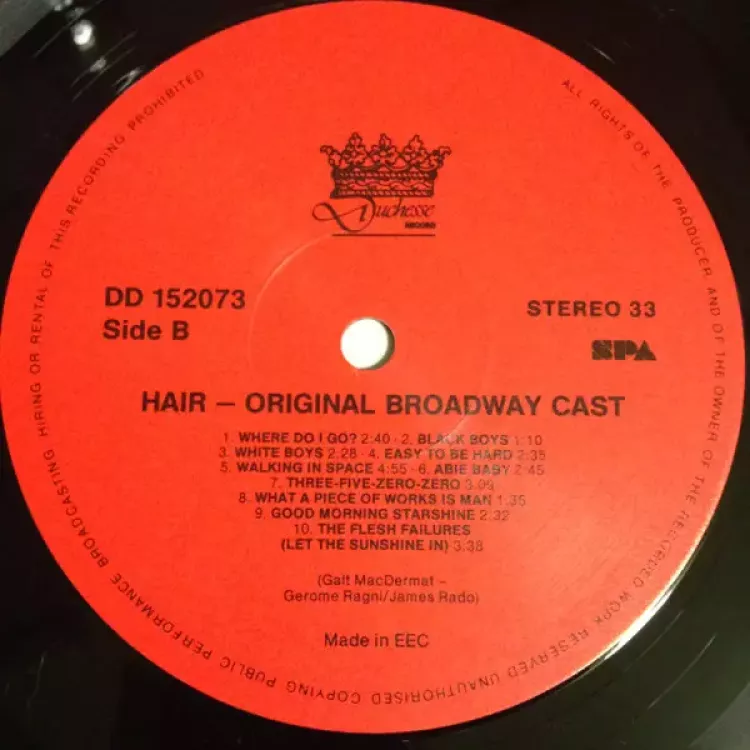 Duchesse
RECORD
DD 152073
Side B
STEREO 33
SPA
HAIR – ORIGINAL BROADWAY CAST
1. WHERE DO I GO? 2:40 · 2. BLACK BOYS 1:10
3. WHITE BOYS 2:28 · 4. EASY TO BE HARD 2:35
5. WALKING IN SPACE 4:55 · 6. ABIE BABY 2:45
7. THREE-FIVE-ZERO-ZERO 3.09
8. WHAT A PIECE OF WORKS IS MAN 1:35
9. GOOD MORNING STARSHINE 2:32
10. THE FLESH FAILURES
(LET THE SUNSHINE IN) 3.38
(Galt MacDermat –
Gerome Ragni/James Rado)
Made in EEC
ALL RIGHTS OF THE PRODUCER, AND OF THE OWNER OF THE RECORDED WORK RESERVED UNAUTHORISED COPYING PUBLIC PERFORMANCE BROADCASTING HIRING OR RENTAL OF THIS RECORDING PROHIBITED